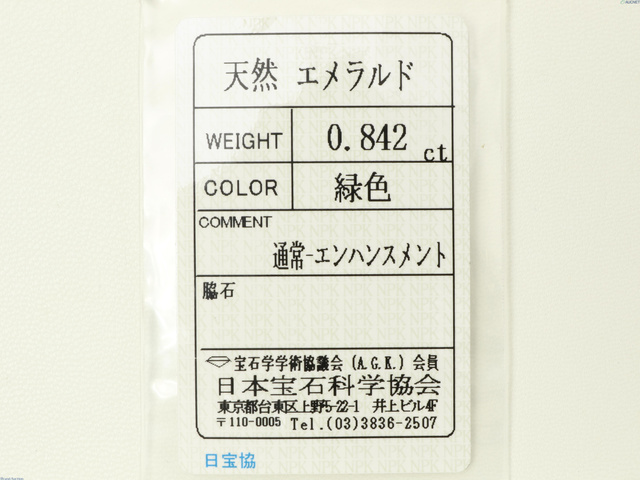 天然 エメラルド
WEIGHT 0.842 ct
COLOR 緑色
COMMENT
通常-エンハンスメント
脇石
宝石学学術協議会 (A.G.K.) 会員
日本宝石科学協会
東京都台東区上野5-22-1 井上ビル4F
〒110-0005 Tel.(03)3836-2507
日宝協